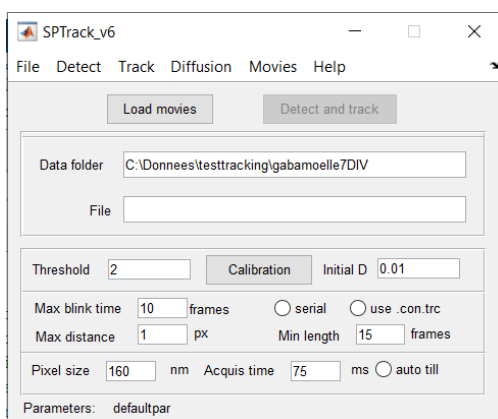 SPTrack_v6
File Detect Track Diffusion Movies Help
Load movies Detect and track
Data folder C:\Donnees\testtracking\gabamoelle7DIV
File
Threshold 2 Calibration Initial D 0.01
Max blink time 10 frames serial use .con.trc
Max distance 1 px Min length 15 frames
Pixel size 160 nm Acquis time 75 ms auto till
Parameters: defaultpar